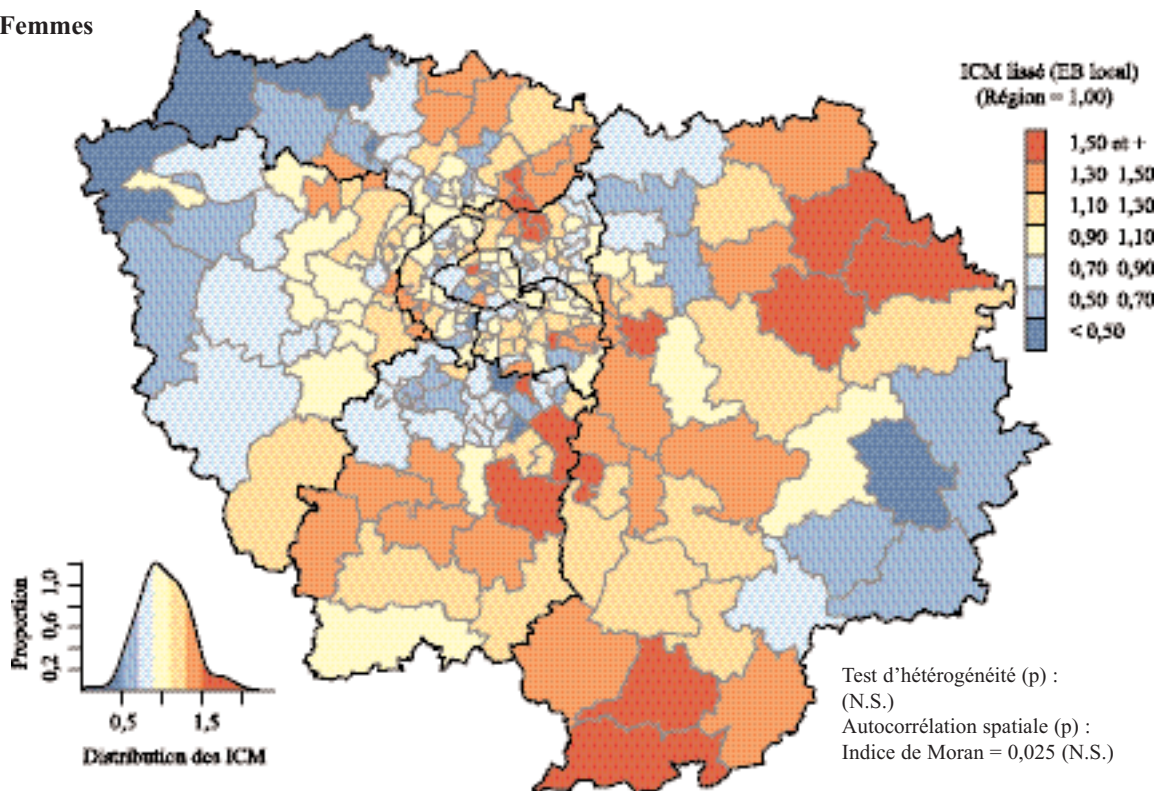 Femmes
ICM lissé (EB local)
(Région = 1,00)
1,50 et +
1,30 1,50
1,10 1,30
0,90 1,10
0,70 0,90
0,50 0,70
< 0,50
Proportion
0,2 0,6 1,0
0,5 1,5
Distribution des ICM
Test d’hétérogénéité (p) :
(N.S.)
Autocorrélation spatiale (p) :
Indice de Moran = 0,025 (N.S.)